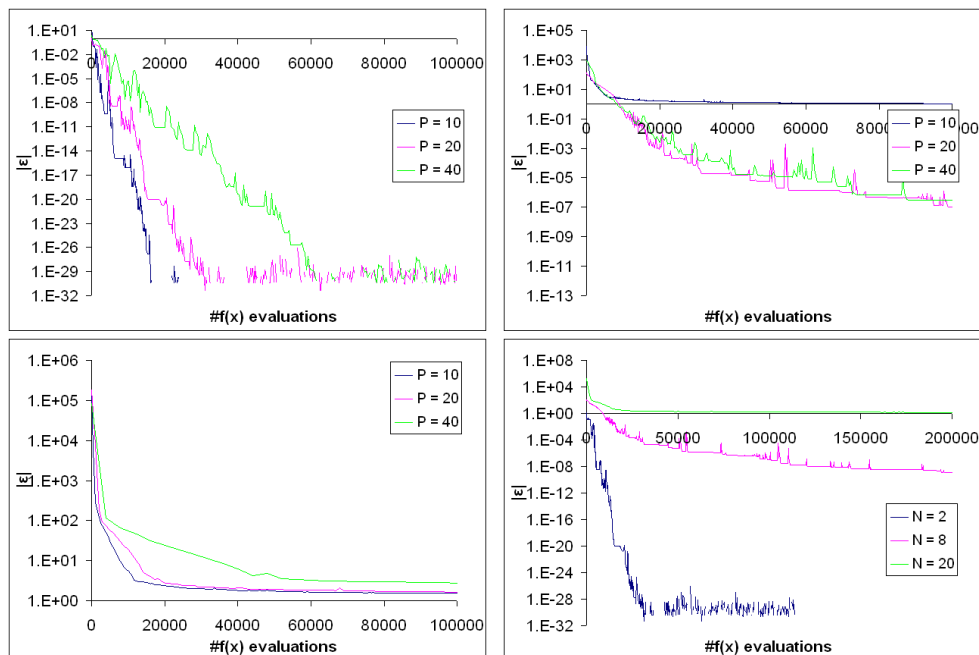 1.E+01
1.E-02
1.E-05
1.E-08
1.E-11
1.E-14
1.E-17
1.E-20
1.E-23
1.E-26
1.E-29
1.E-32
|ε|
0 20000 40000 60000 80000 100000
P = 10
P = 20
P = 40
#f(x) evaluations
1.E+05
1.E+03
1.E+01
1.E-01
1.E-03
1.E-05
1.E-07
1.E-09
1.E-11
1.E-13
|ε|
0 20000 40000 60000 80000 100000
P = 10
P = 20
P = 40
#f(x) evaluations
1.E+06
1.E+05
1.E+04
1.E+03
1.E+02
1.E+01
1.E+00
|ε|
0 20000 40000 60000 80000 100000
P = 10
P = 20
P = 40
#f(x) evaluations
1.E+08
1.E+04
1.E+00
1.E-04
1.E-08
1.E-12
1.E-16
1.E-20
1.E-24
1.E-28
1.E-32
|ε|
0 50000 100000 150000 200000
N = 2
N = 8
N = 20
#f(x) evaluations